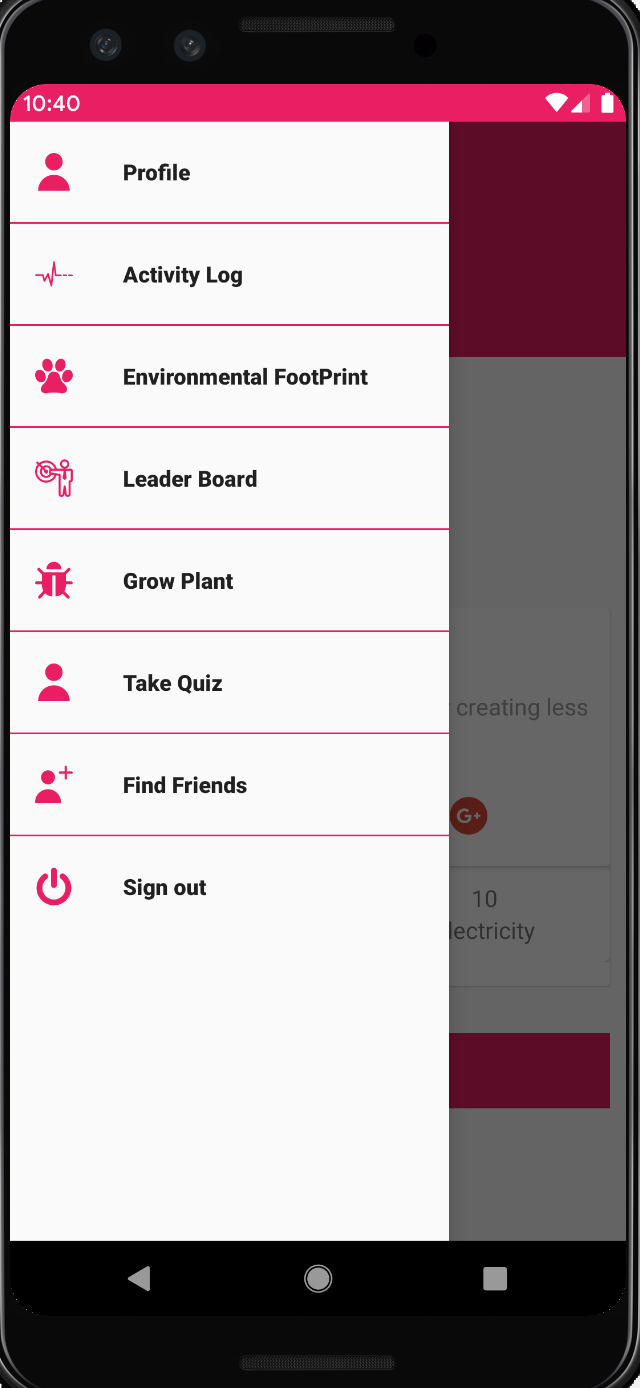 10:40
Profile
Activity Log
Environmental FootPrint
Leader Board
Grow Plant
Take Quiz
creating less
Find Friends
G+
Sign out
10
lectricity